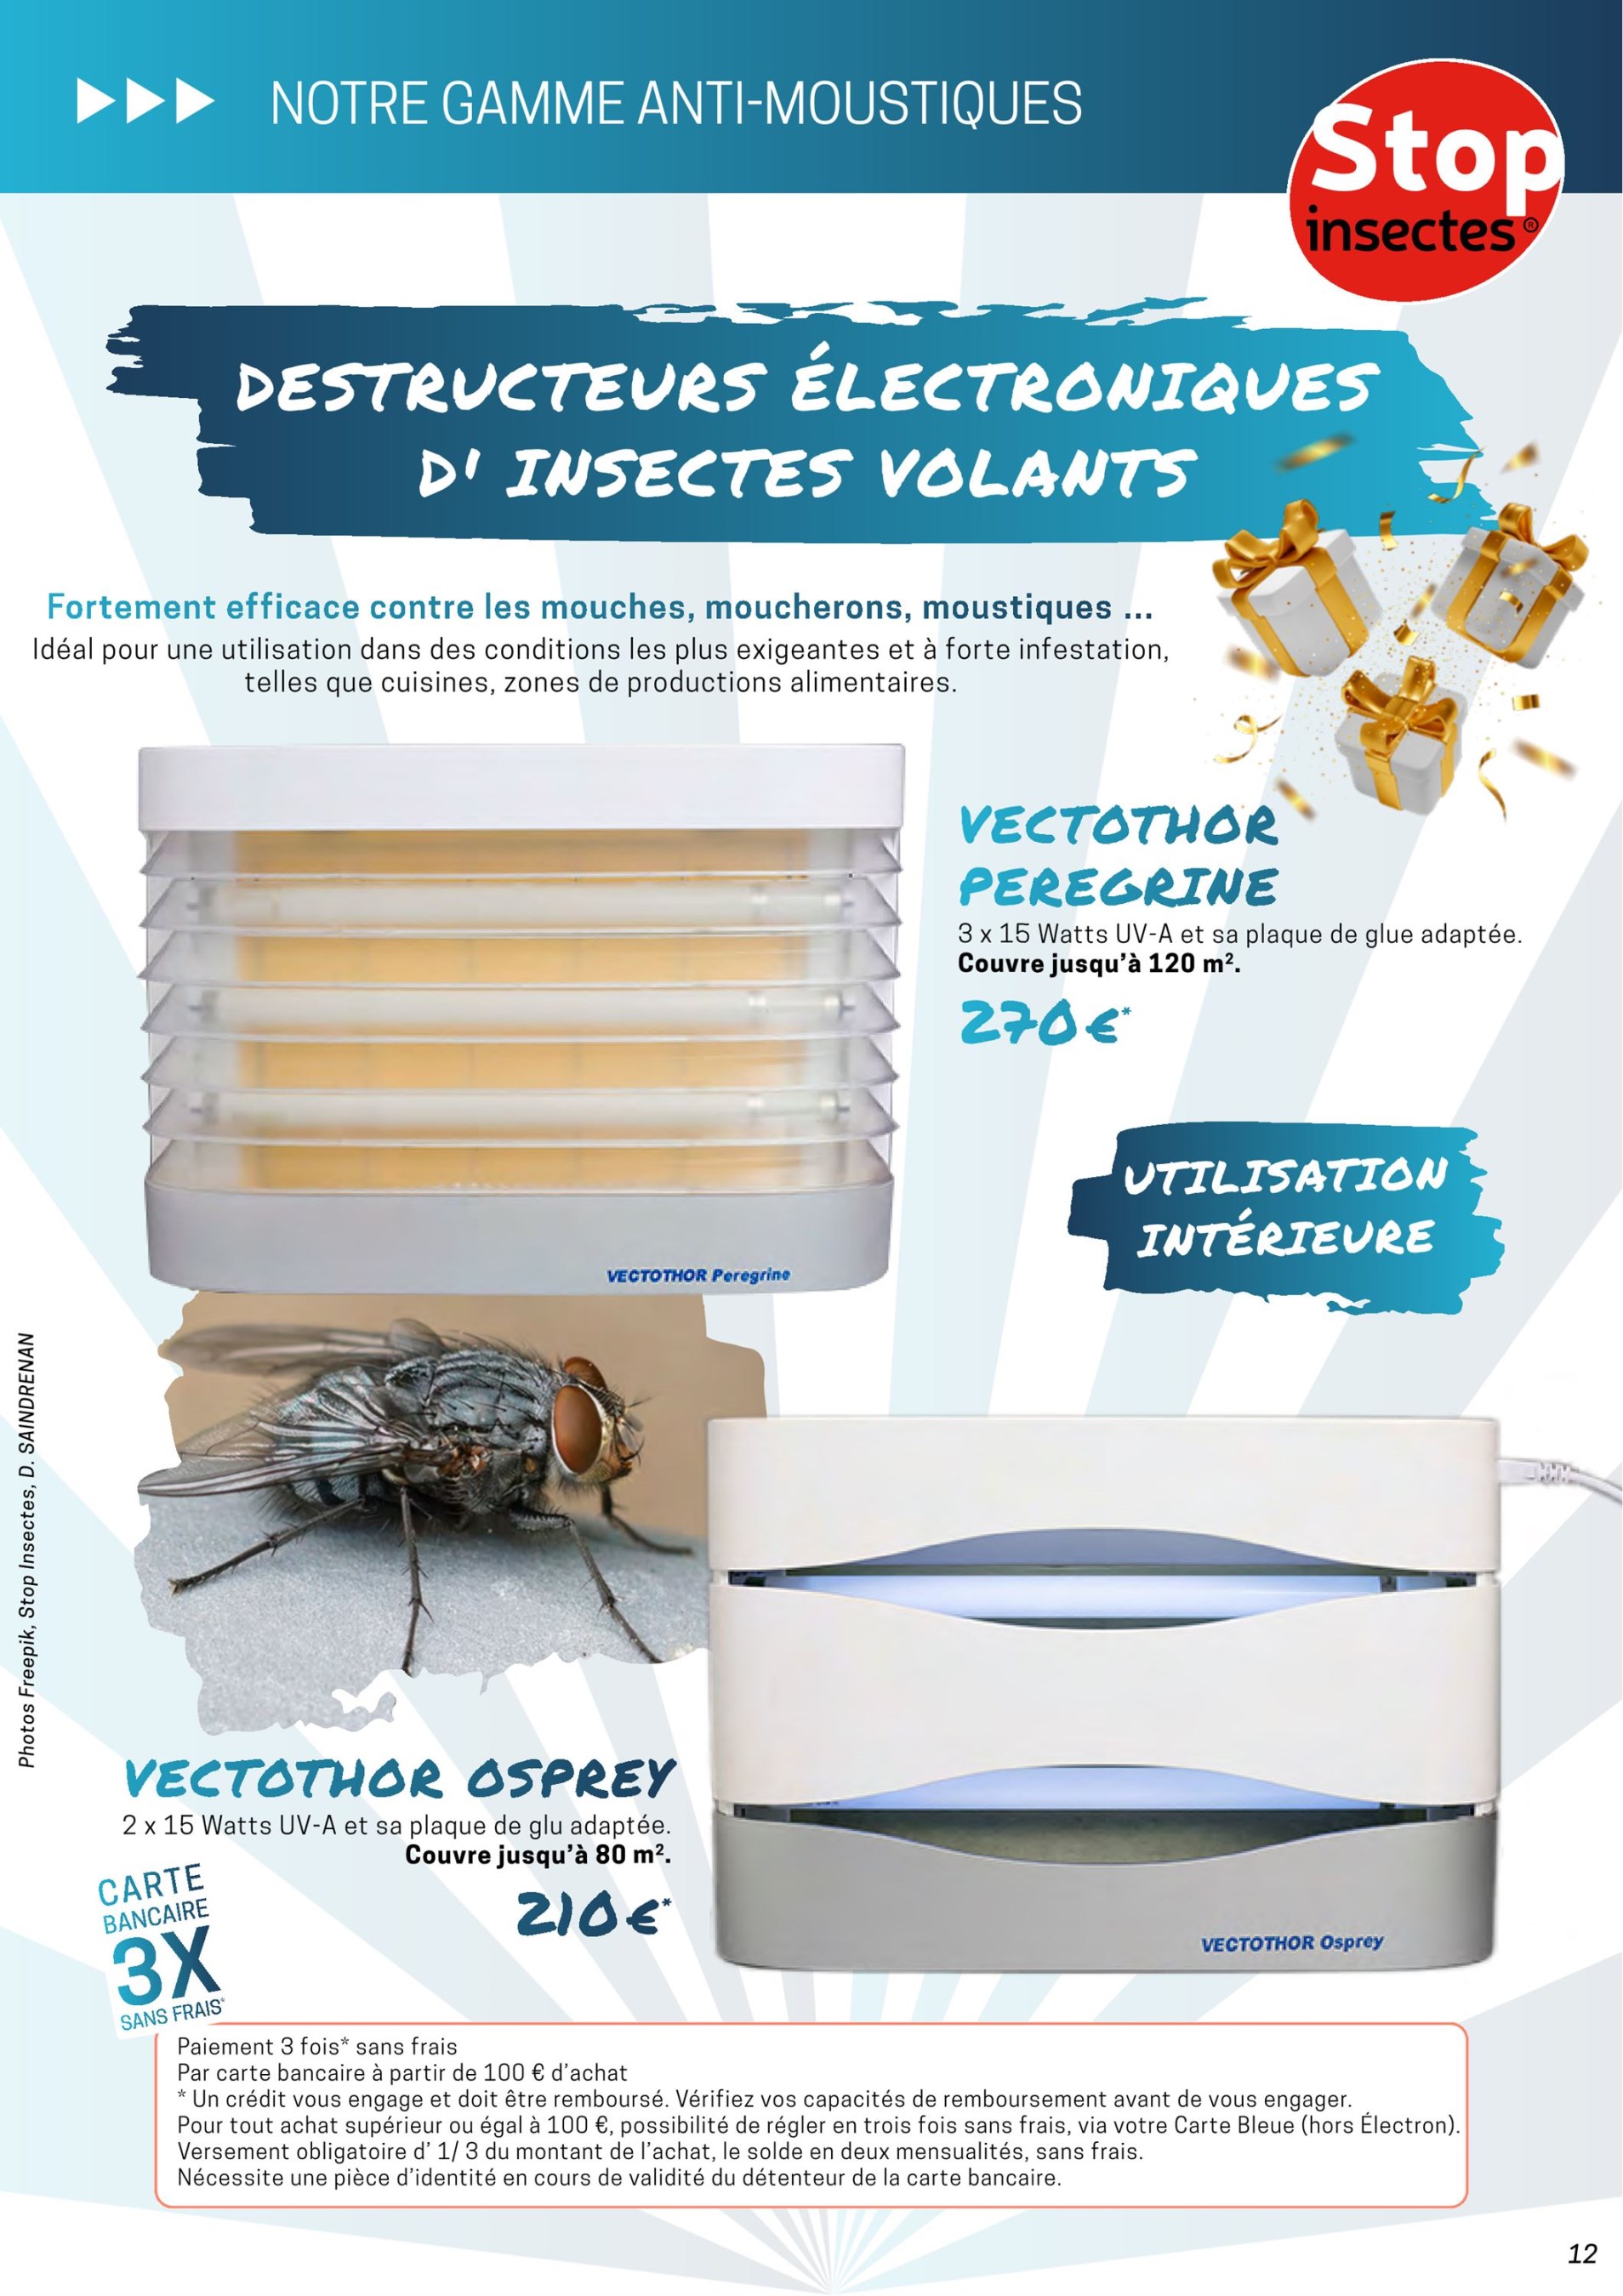 NOTRE GAMME ANTI-MOUSTIQUES
Stop
insectes®
DESTRUCTEURS ÉLECTRONIQUES
D' INSECTES VOLANTS
Fortement efficace contre les mouches, moucherons, moustiques ...
Idéal pour une utilisation dans des conditions les plus exigeantes et à forte infestation,
telles que cuisines, zones de productions alimentaires.
VECTOTHOR
PEREGRINE
3 x 15 Watts UV-A et sa plaque de glue adaptée.
Couvre jusqu'à 120 m².
270€*
UTILISATION
INTÉRIEURE
VECTOTHOR Peregrine
Photos Freepik, Stop Insectes, D. SAINDRENAN
VECTOTHOR OSPREY
2 x 15 Watts UV-A et sa plaque de glu adaptée.
Couvre jusqu'à 80 m².
210€*
VECTOTHOR Osprey
CARTE
BANCAIRE
3X
SANS FRAIS*
Paiement 3 fois* sans frais
Par carte bancaire à partir de 100 € d'achat
* Un crédit vous engage et doit être remboursé. Vérifiez vos capacités de remboursement avant de vous engager.
Pour tout achat supérieur ou égal à 100 €, possibilité de régler en trois fois sans frais, via votre Carte Bleue (hors Électron).
Versement obligatoire d' 1/ 3 du montant de l'achat, le solde en deux mensualités, sans frais.
Nécessite une pièce d'identité en cours de validité du détenteur de la carte bancaire.
12